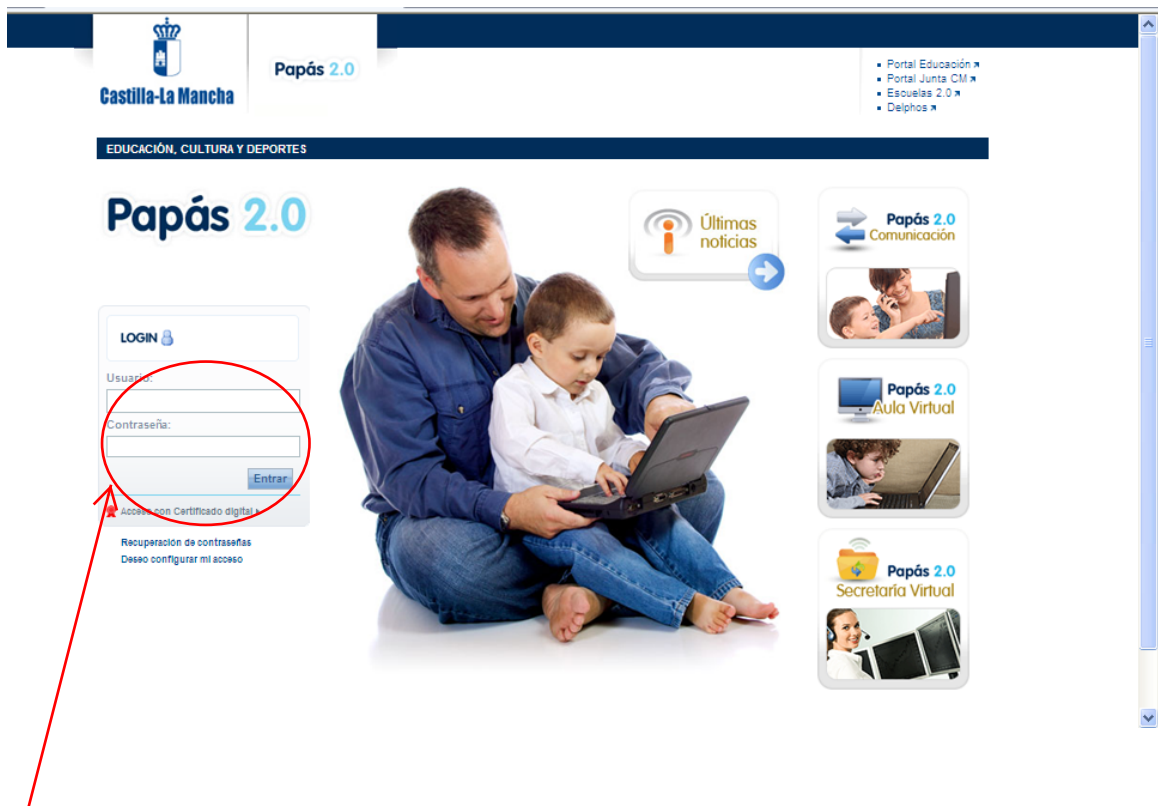 Castilla-La Mancha
Papás 2.0
Portal Educación
Portal Junta CM
Escuelas 2.0
Delphos
EDUCACIÓN, CULTURA Y DEPORTES
Papás 2.0
Últimas
noticias
Papás 2.0
Comunicación
LOGIN
Usuario:
Contraseña:
Entrar
Acceso con Certificado digital
Recuperación de contraseñas
Deseo configurar mi acceso
Papás 2.0
Aula Virtual
Papás 2.0
Secretaría Virtual